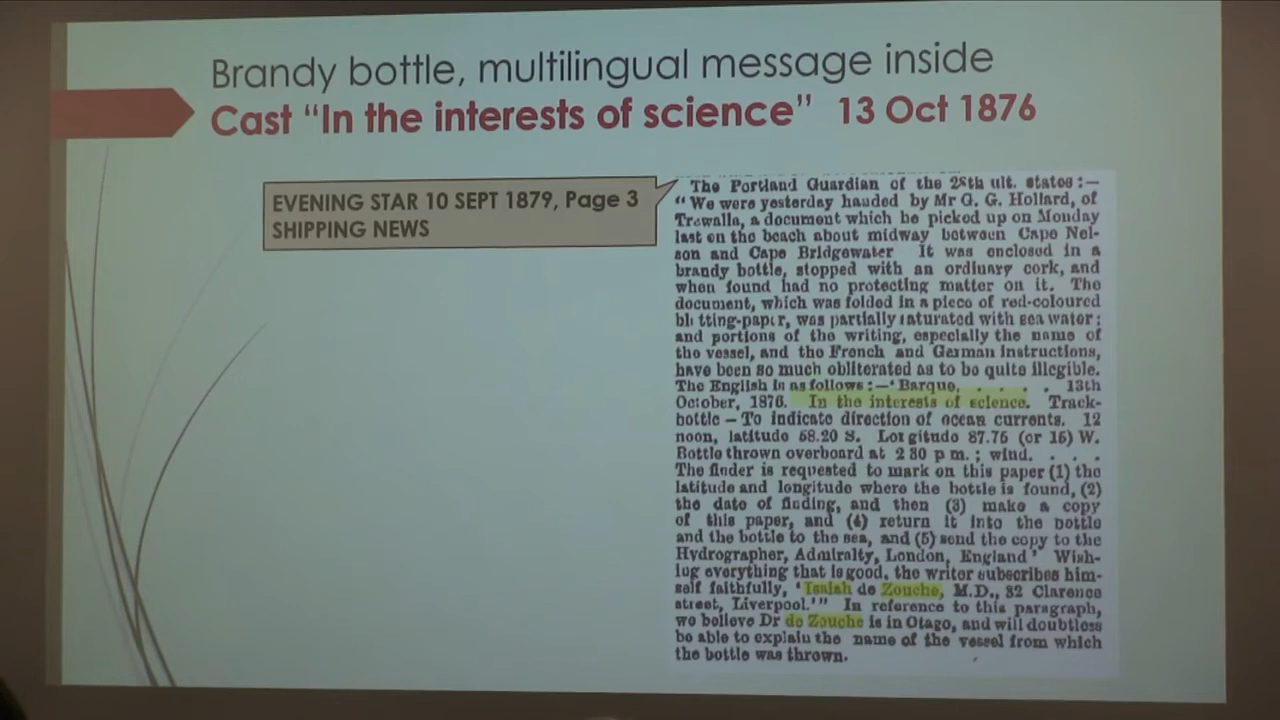 Brandy bottle, multilingual message inside
Cast “In the interests of science” 13 Oct 1876
EVENING STAR 10 SEPT 1879, Page 3
SHIPPING NEWS
The Portland Guardian of the 28th ult. states:—
“We were yesterday handed by Mr G. G. Hollard, of
Trawalla, a document which he picked up on Monday
last on the beach about midway between Cape Nel-
son and Cape Bridgewater It was enclosed in a
brandy bottle, stopped with an ordinary cork, and
when found had no protecting matter on it. The
document, which was folded in a piece of red-coloured
blotting-paper, was partially saturated with sea water;
and portions of the writing, especially the name of
the vessel, and the French and German instructions,
have been so much obliterated as to be quite illegible.
The English is as follows:—‘Barque, . . . . 13th
October, 1876. In the interests of science. Track-
bottle — To indicate direction of ocean currents. 12
noon, latitude 58.20 S. Longitude 87.76 (or 16) W.
Bottle thrown overboard at 2 30 p m.; wind. . . .
The finder is requested to mark on this paper (1) the
latitude and longitude where the bottle is found, (2)
the date of finding, and then (3) make a copy
of this paper, and (4) return it into the bottle
and the bottle to the sea, and (5) send the copy to the
Hydrographer, Admiralty, London, England’ Wish-
ing everything that is good, the writer subscribes him-
self faithfully, ‘Isaiah de Zouche, M.D., 82 Clarence
street, Liverpool.’” In reference to this paragraph,
we believe Dr de Zouche is in Otago, and will doubtless
be able to explain the name of the vessel from which
the bottle was thrown.